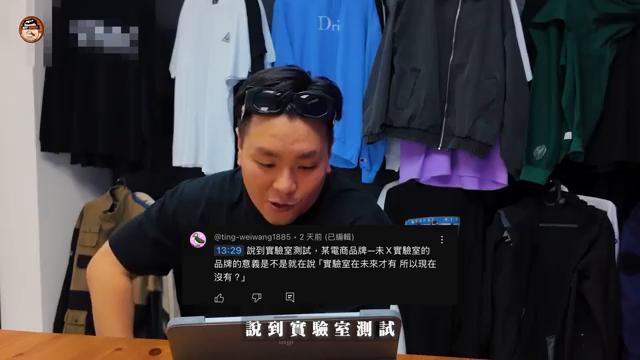 Dri
@ting-weiwang1885 • 2 天前 (已編輯)
13:29 說到實驗室測試，某電商品牌—未X實驗室的
品牌的意義是不是就在說「實驗室在未來才有 所以現在
沒有？」
說到實驗室測試